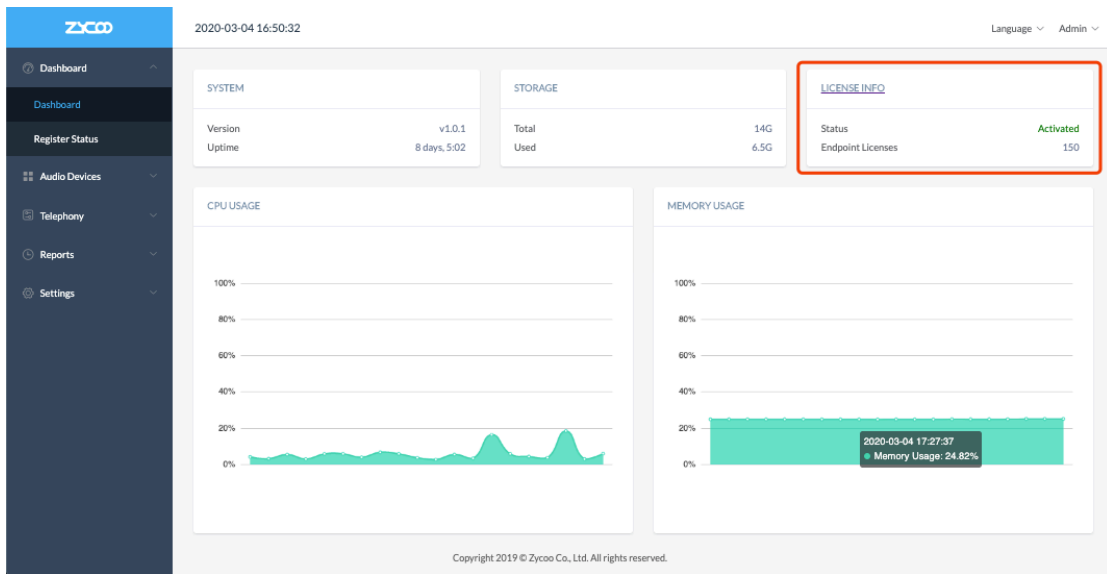 ZYCOO
2020-03-04 16:50:32
Language
Admin
Dashboard
Dashboard
Register Status
Audio Devices
Telephony
Reports
Settings
SYSTEM
Version v1.0.1
Uptime 8 days, 5:02
STORAGE
Total 14G
Used 6.5G
LICENSE INFO
Status Activated
Endpoint Licenses 150
CPU USAGE
100%
80%
60%
40%
20%
0%
MEMORY USAGE
100%
80%
60%
40%
20%
0%
2020-03-04 17:27:37
Memory Usage: 24.82%
Copyright 2019 © Zycoo Co., Ltd. All rights reserved.